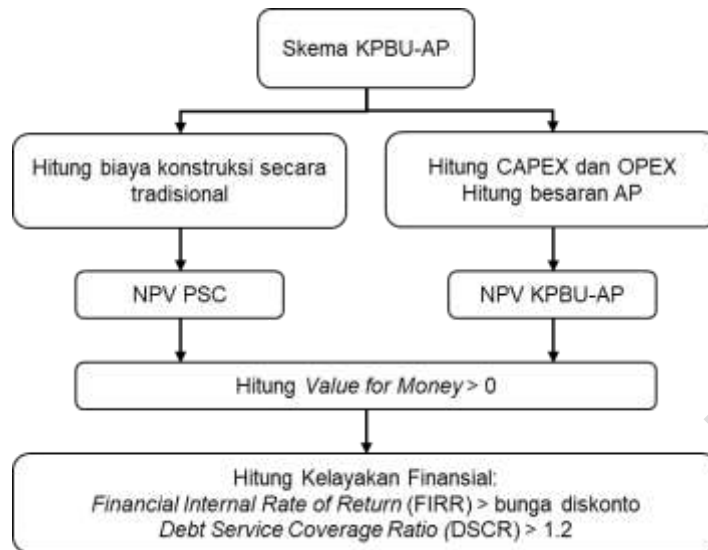 Skema KPBU-AP
Hitung biaya konstruksi secara
tradisional
Hitung CAPEX dan OPEX
Hitung besaran AP
NPV PSC
NPV KPBU-AP
Hitung Value for Money > 0
Hitung Kelayakan Finansial:
Financial Internal Rate of Return (FIRR) > bunga diskonto
Debt Service Coverage Ratio (DSCR) > 1.2